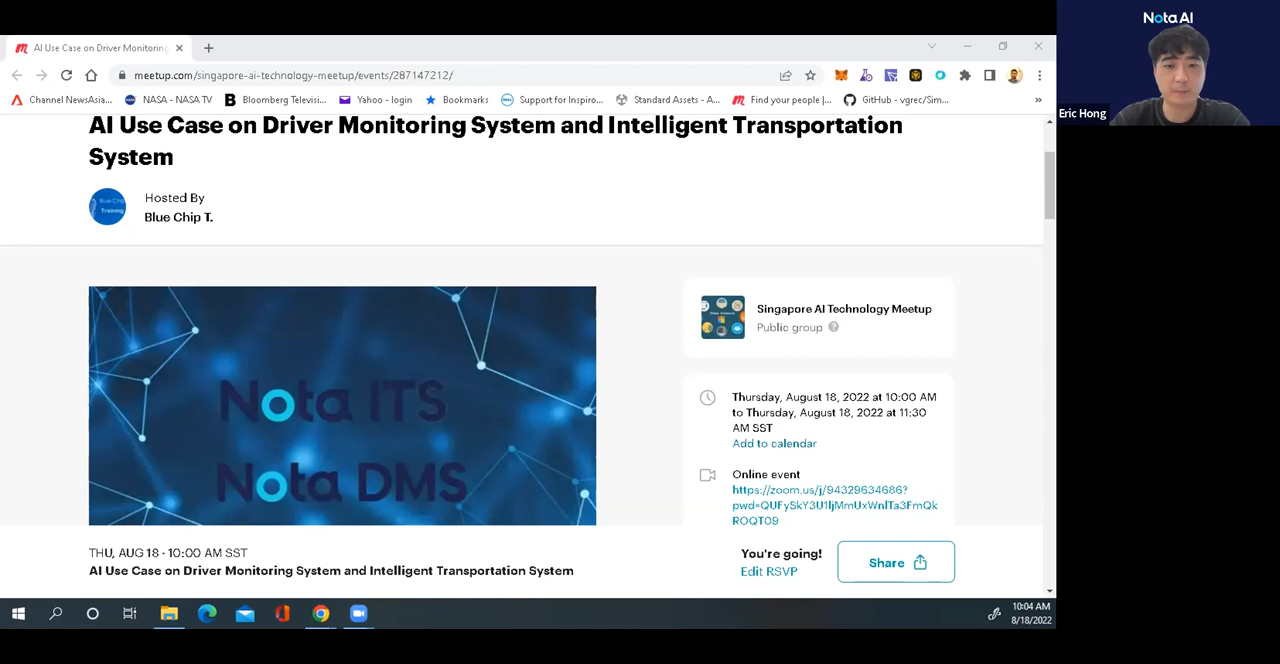 AI Use Case on Driver Monitoring
meetup.com/singapore-ai-technology-meetup/events/287147212/
Channel NewsAsia...
NASA - NASA TV
Bloomberg Televisi...
Yahoo - login
Bookmarks
Support for Inspiro...
Standard Assets - A...
Find your people |...
GitHub - vgrec/Sim...
»
Nota AI
Eric Hong
AI Use Case on Driver Monitoring System and Intelligent Transportation
System
Hosted By
Blue Chip T.
Blue Chip
Training
Nota ITS
Nota DMS
Singapore AI Technology Meetup
Public group
Thursday, August 18, 2022 at 10:00 AM
to Thursday, August 18, 2022 at 11:30
AM SST
Add to calendar
Online event
https://zoom.us/j/94329634686?
pwd=QUFySkY3U1ljMmUxWnlTa3FmQk
ROQT09
THU, AUG 18 · 10:00 AM SST
AI Use Case on Driver Monitoring System and Intelligent Transportation System
You're going!
Edit RSVP
Share
10:04 AM
8/18/2022